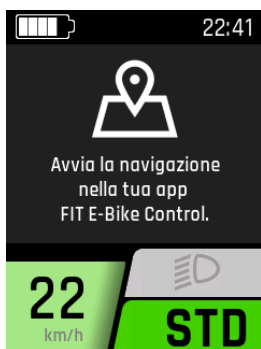 22:41
Avvia la navigazione
nella tua app
FIT E-Bike Control.
22
km/h
STD